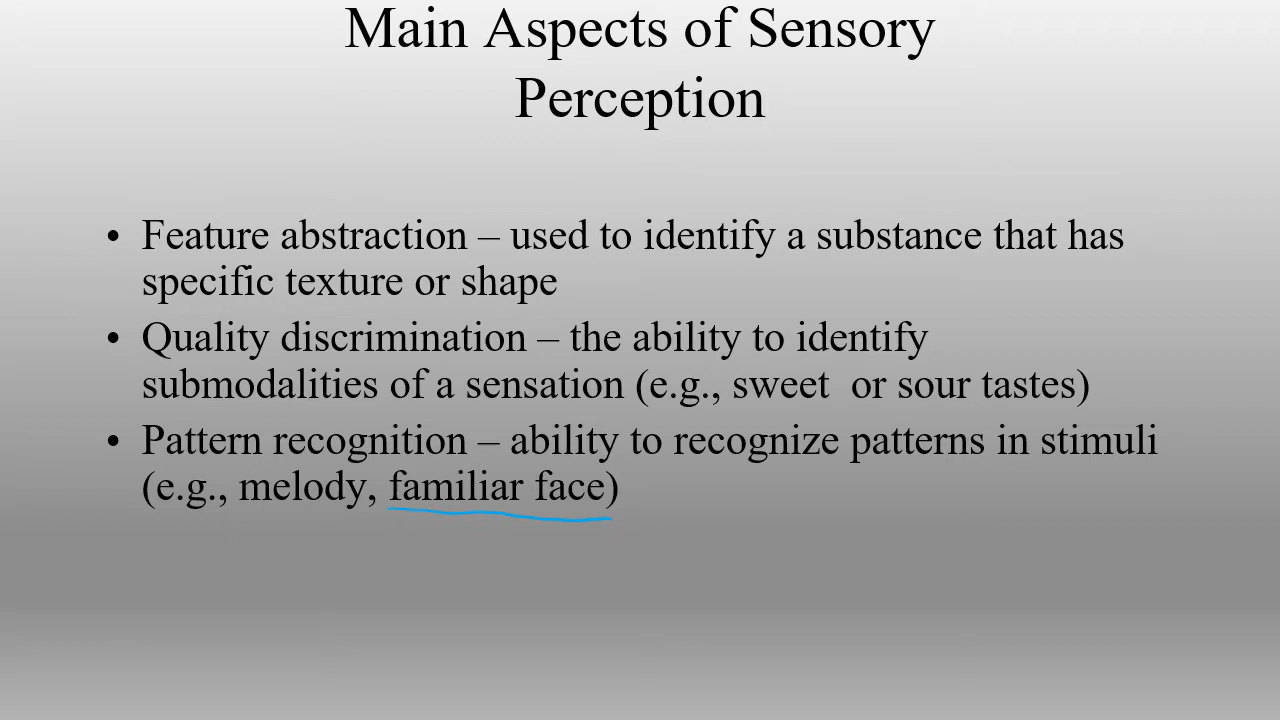 Main Aspects of Sensory
Perception
• Feature abstraction – used to identify a substance that has
specific texture or shape
• Quality discrimination – the ability to identify
submodalities of a sensation (e.g., sweet  or sour tastes)
• Pattern recognition – ability to recognize patterns in stimuli
(e.g., melody, familiar face)